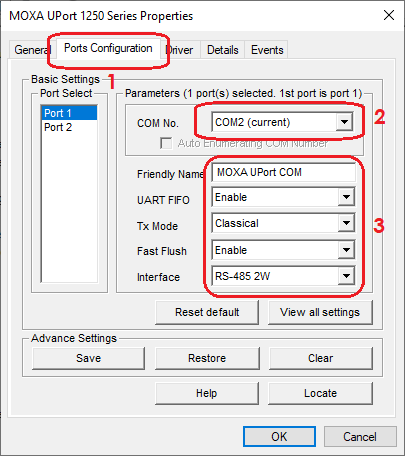 MOXA UPort 1250 Series Properties
General Ports Configuration Driver Details Events
1
Basic Settings
Port Select
Port 1
Port 2
Parameters (1 port(s) selected. 1st port is port 1)
COM No. COM2 (current)
2
Auto Enumerating COM Number
Friendly Name MOXA UPort COM
UART FIFO Enable
Tx Mode Classical
3
Fast Flush Enable
Interface RS-485 2W
Reset default View all settings
Advance Settings
Save Restore Clear
Help Locate
OK Cancel